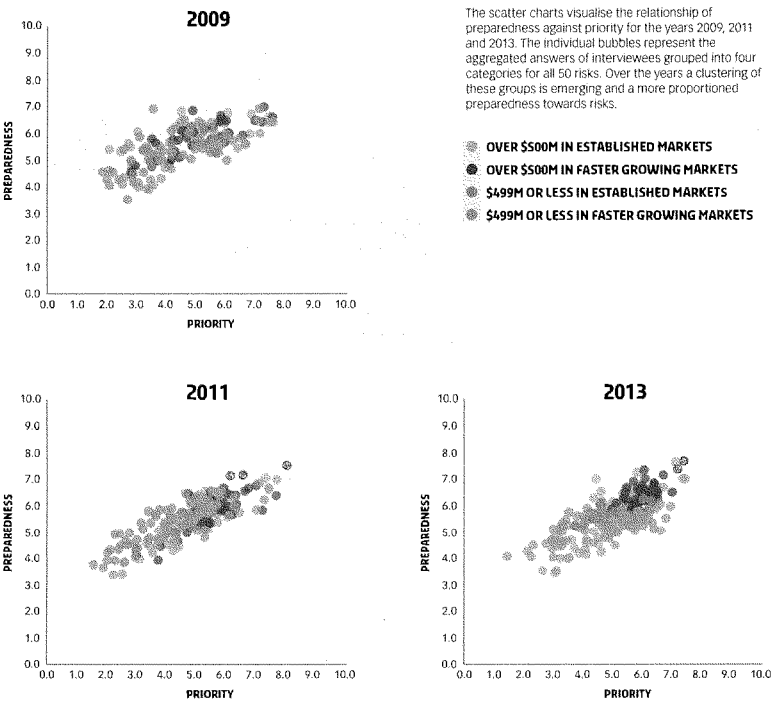 2009
The scatter charts visualise the relationship of
preparedness against priority for the years 2009, 2011
and 2013. The individual bubbles represent the
aggregated answers of interviewees grouped into four
categories for all 50 risks. Over the years a clustering of
these groups is emerging and a more proportioned
preparedness towards risks.
OVER $500M IN ESTABLISHED MARKETS
OVER $500M IN FASTER GROWING MARKETS
$499M OR LESS IN ESTABLISHED MARKETS
$499M OR LESS IN FASTER GROWING MARKETS
PREPAREDNESS
10.0
9.0
8.0
7.0
6.0
5.0
4.0
3.0
2.0
1.0
0.0
0.0 1.0 2.0 3.0 4.0 5.0 6.0 7.0 8.0 9.0 10.0
PRIORITY
2011
PREPAREDNESS
10.0
9.0
8.0
7.0
6.0
5.0
4.0
3.0
2.0
1.0
0.0
0.0 1.0 2.0 3.0 4.0 5.0 6.0 7.0 8.0 9.0 10.0
PRIORITY
2013
PREPAREDNESS
10.0
9.0
8.0
7.0
6.0
5.0
4.0
3.0
2.0
1.0
0.0
0.0 1.0 2.0 3.0 4.0 5.0 6.0 7.0 8.0 9.0 10.0
PRIORITY